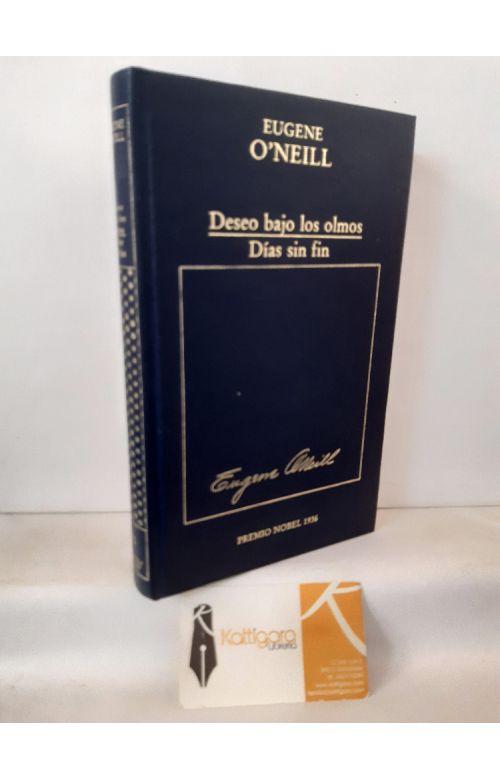 EUGENE
O'NEILL
Deseo bajo los olmos
Días sin fin
Eugene O'Neill
PREMIO NOBEL 1936
Kattigara
Librería